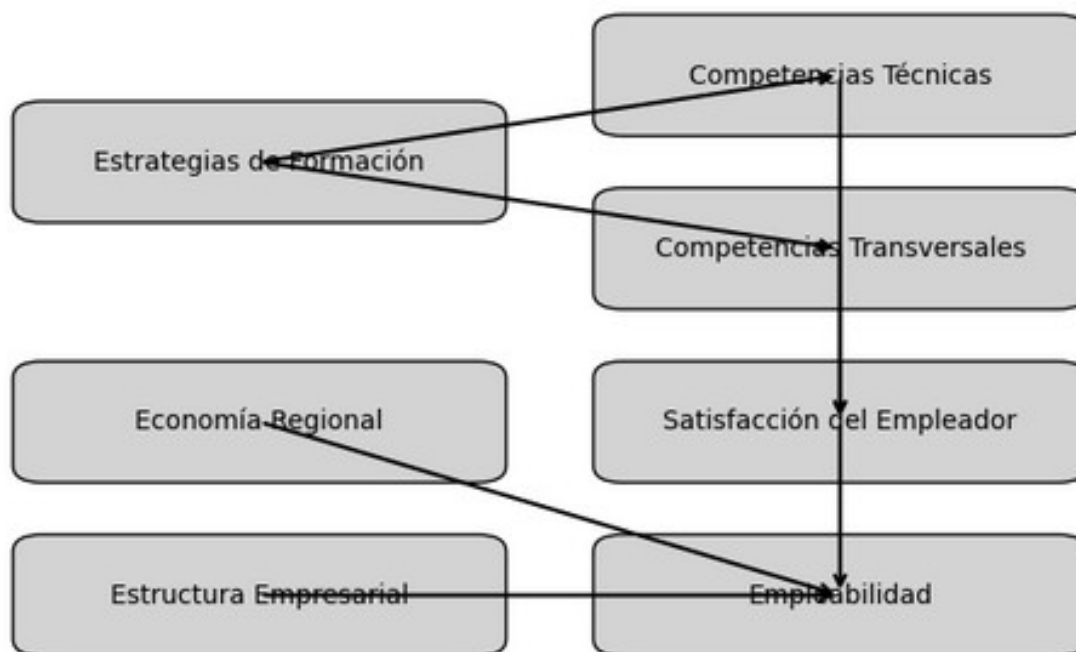 Competencias Técnicas
Estrategias de Formación
Competencias Transversales
Economía Regional
Satisfacción del Empleador
Estructura Empresarial
Empleabilidad